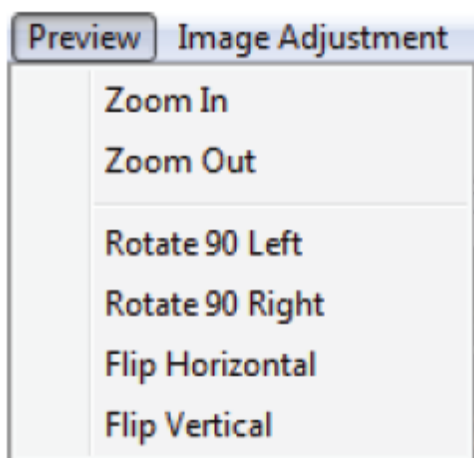 Preview Image Adjustment
Zoom In
Zoom Out
Rotate 90 Left
Rotate 90 Right
Flip Horizontal
Flip Vertical